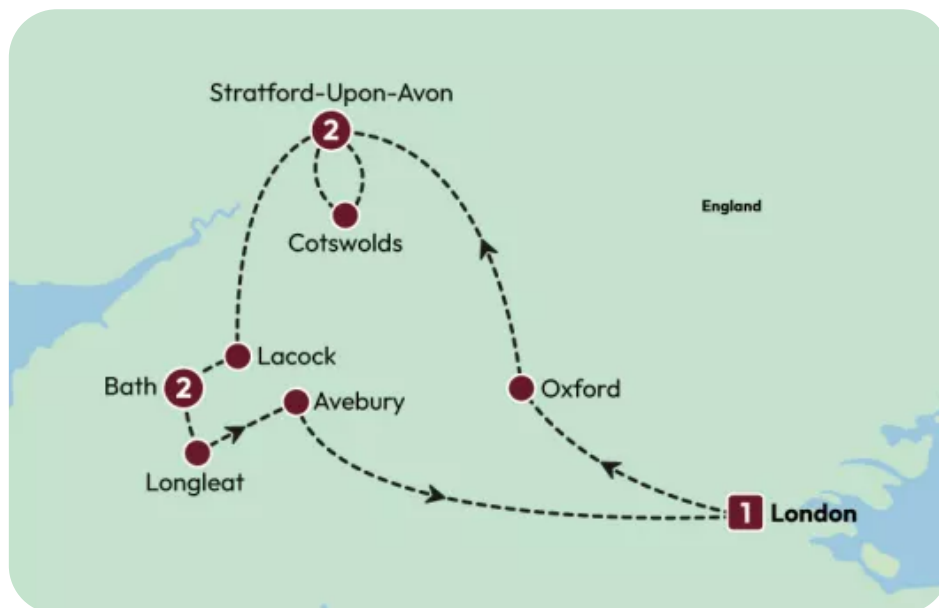 Stratford-Upon-Avon
2
England
Cotswolds
Lacock
Bath 2
Avebury
Oxford
Longleat
1 London